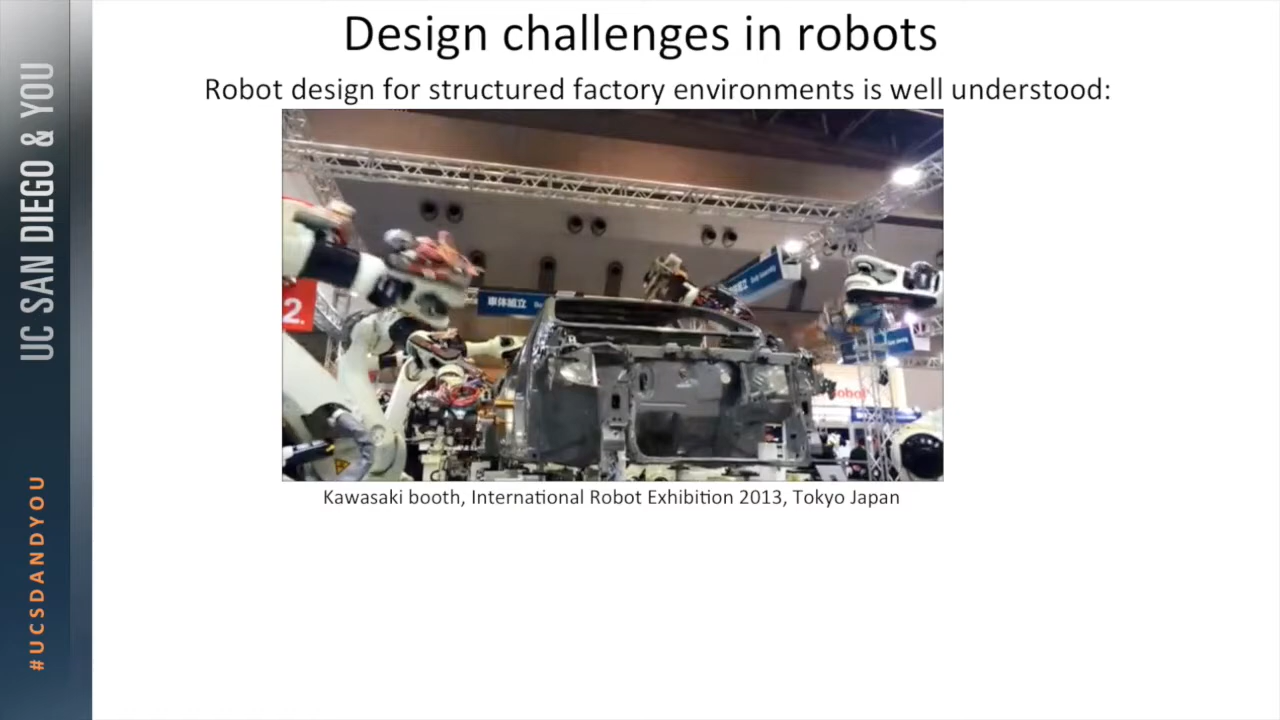 Design challenges in robots
Robot design for structured factory environments is well understood:
2.
車体組立
Kawasaki booth, International Robot Exhibition 2013, Tokyo Japan
UC SAN DIEGO & YOU
#UCSDANDYOU